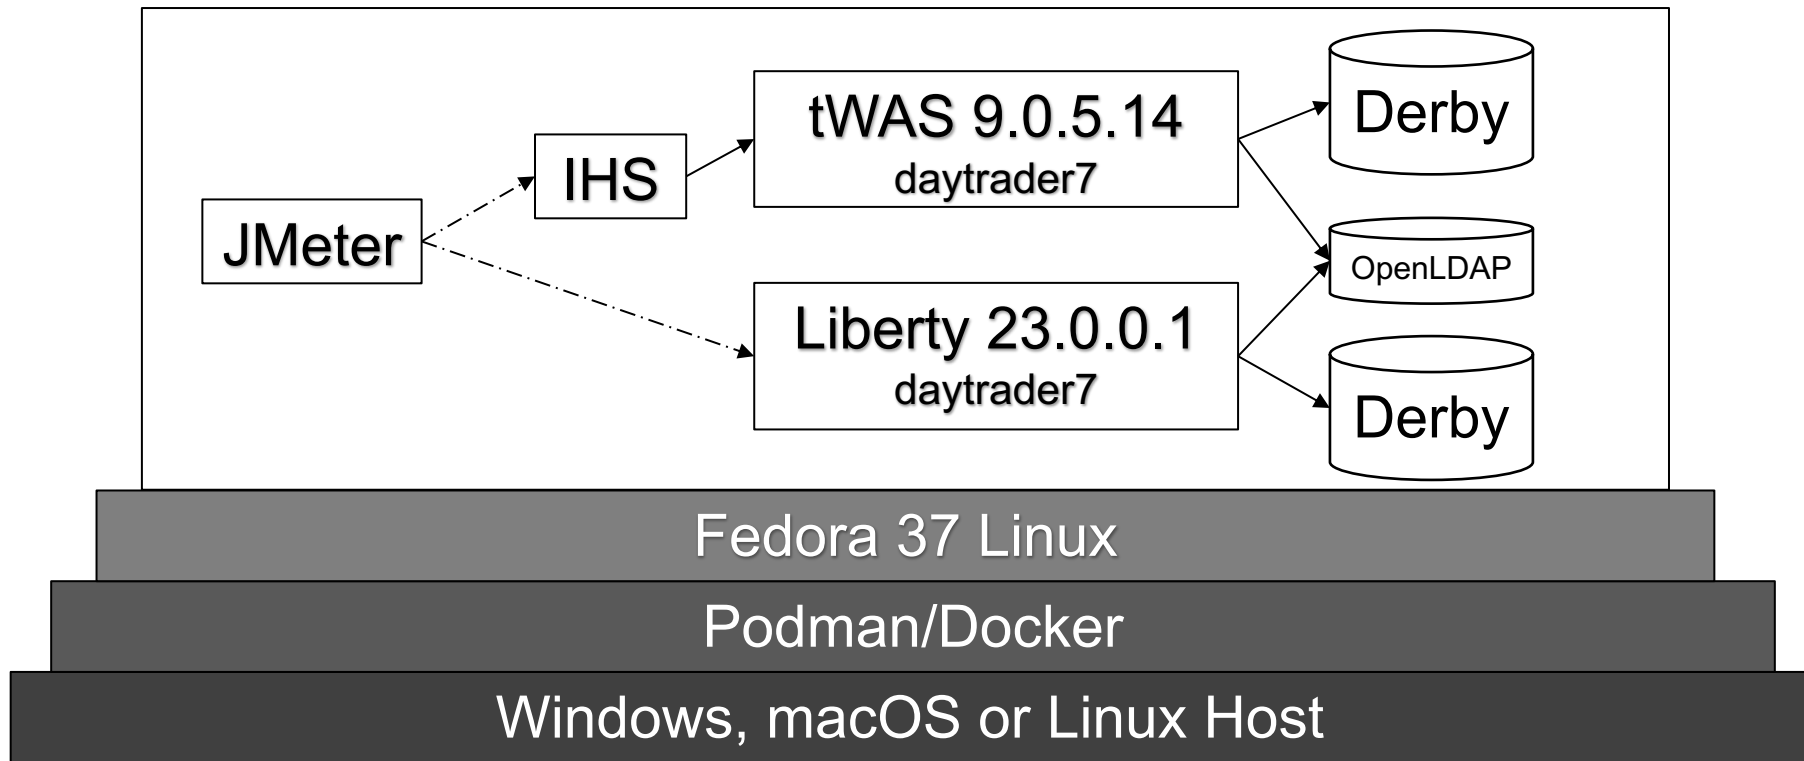 JMeter
IHS
tWAS 9.0.5.14
daytrader7
Liberty 23.0.0.1
daytrader7
Derby
OpenLDAP
Derby
Fedora 37 Linux
Podman/Docker
Windows, macOS or Linux Host